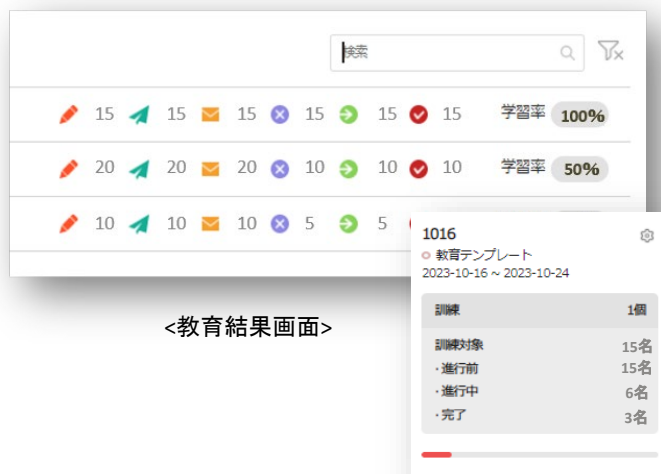 検索
15 15 15 15 15 15 学習率 100%
20 20 20 10 10 10 学習率 50%
10 10 10 5 5
<教育結果画面>
1016
教育テンプレート
2023-10-16 ~ 2023-10-24
訓練 1個
訓練対象 15名
・進行前 15名
・進行中 6名
・完了 3名